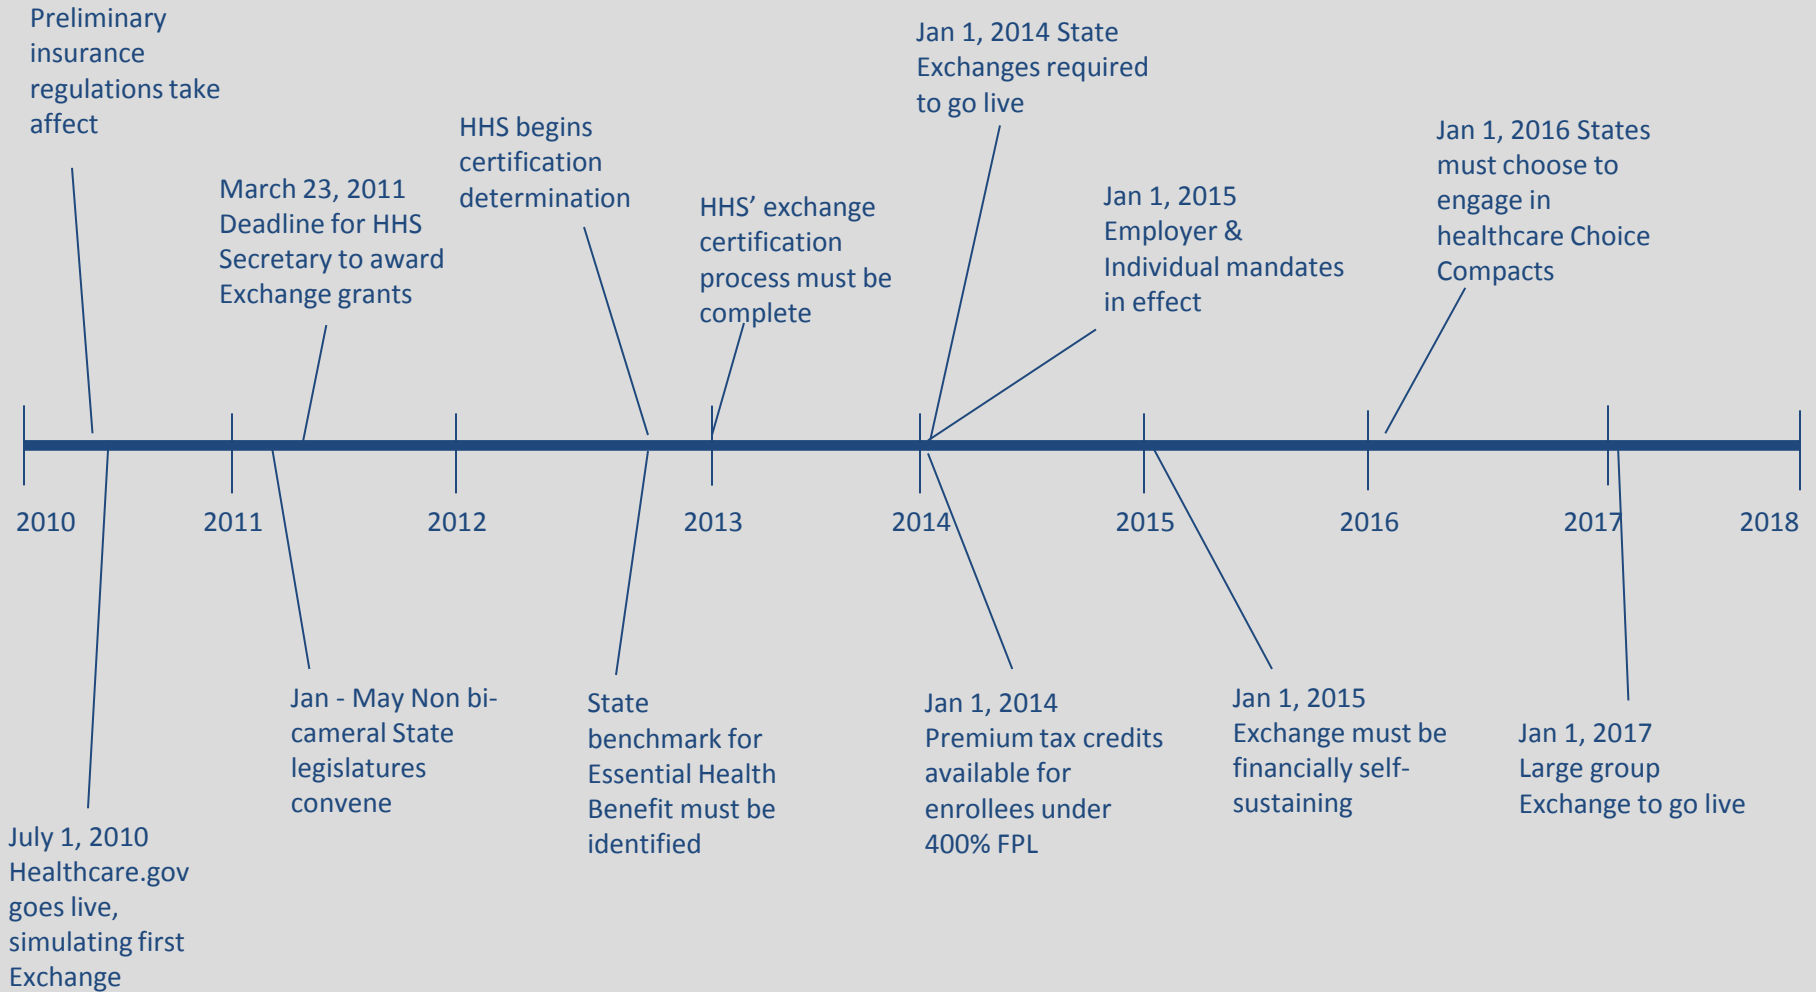 Preliminary
insurance
regulations take
affect
March 23, 2011
Deadline for HHS
Secretary to award
Exchange grants
HHS begins
certification
determination
HHS’ exchange
certification
process must be
complete
Jan 1, 2014 State
Exchanges required
to go live
Jan 1, 2015
Employer &
Individual mandates
in effect
Jan 1, 2016 States
must choose to
engage in
healthcare Choice
Compacts
2010
2011
2012
2013
2014
2015
2016
2017
2018
July 1, 2010
Healthcare.gov
goes live,
simulating first
Exchange
Jan - May Non bi-
cameral State
legislatures
convene
State
benchmark for
Essential Health
Benefit must be
identified
Jan 1, 2014
Premium tax credits
available for
enrollees under
400% FPL
Jan 1, 2015
Exchange must be
financially self-
sustaining
Jan 1, 2017
Large group
Exchange to go live